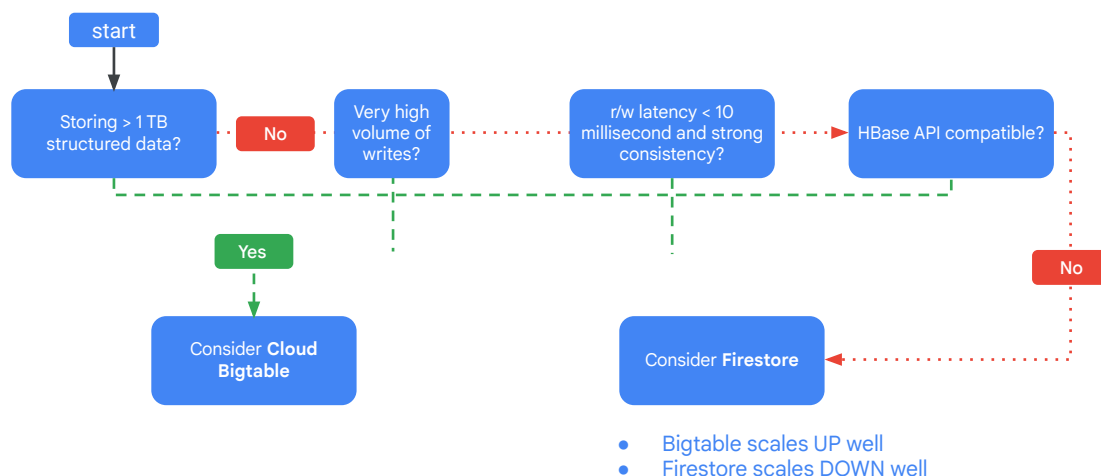 start
Storing > 1 TB
structured data?
No
Very high
volume of
writes?
r/w latency < 10
millisecond and strong
consistency?
HBase API compatible?
Yes
No
Consider Cloud
Bigtable
Consider Firestore
● Bigtable scales UP well
● Firestore scales DOWN well